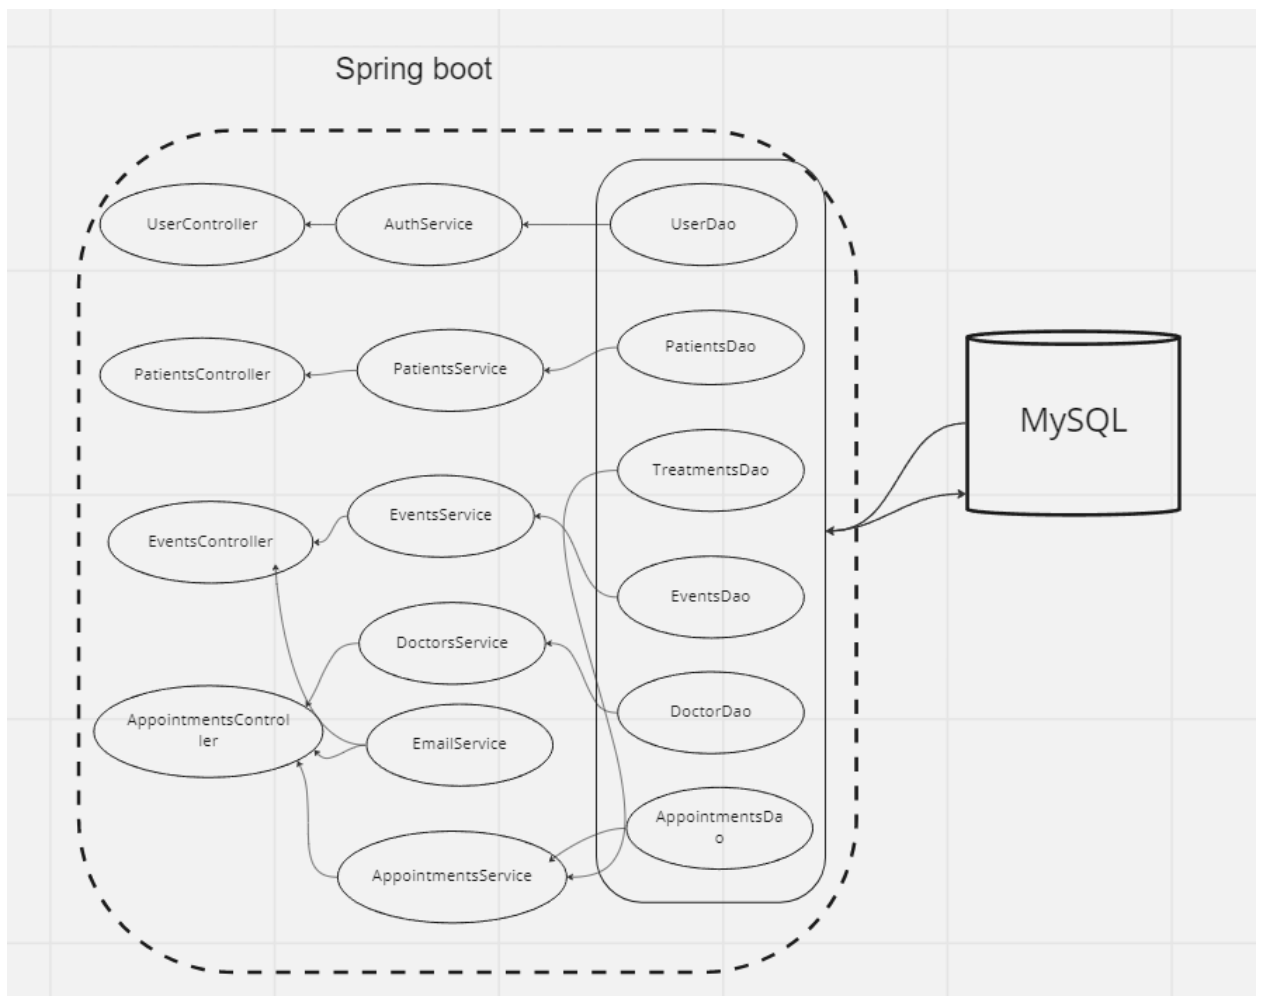 Spring boot
UserController
AuthService
UserDao
PatientsController
PatientsService
PatientsDao
TreatmentsDao
EventsController
EventsService
EventsDao
DoctorsService
DoctorDao
AppointmentsControl
ler
EmailService
AppointmentsService
AppointmentsDa
o
MySQL